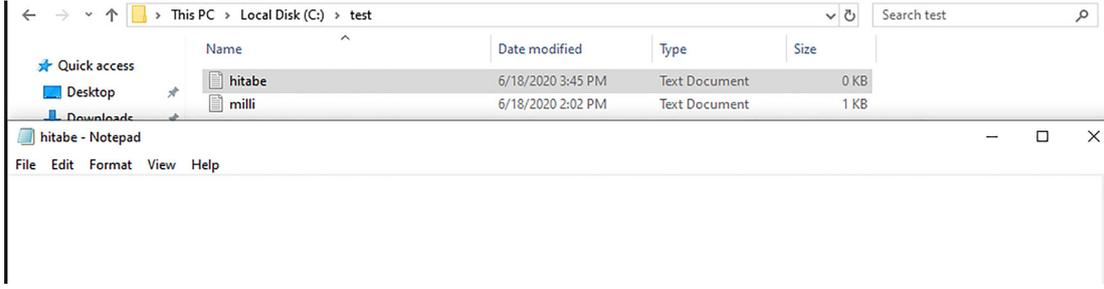 This PC > Local Disk (C:) > test Search test
Name Date modified Type Size
Quick access
hitabe 6/18/2020 3:45 PM Text Document 0 KB
Desktop
milli 6/18/2020 2:02 PM Text Document 1 KB
Downloads
hitabe - Notepad
File Edit Format View Help